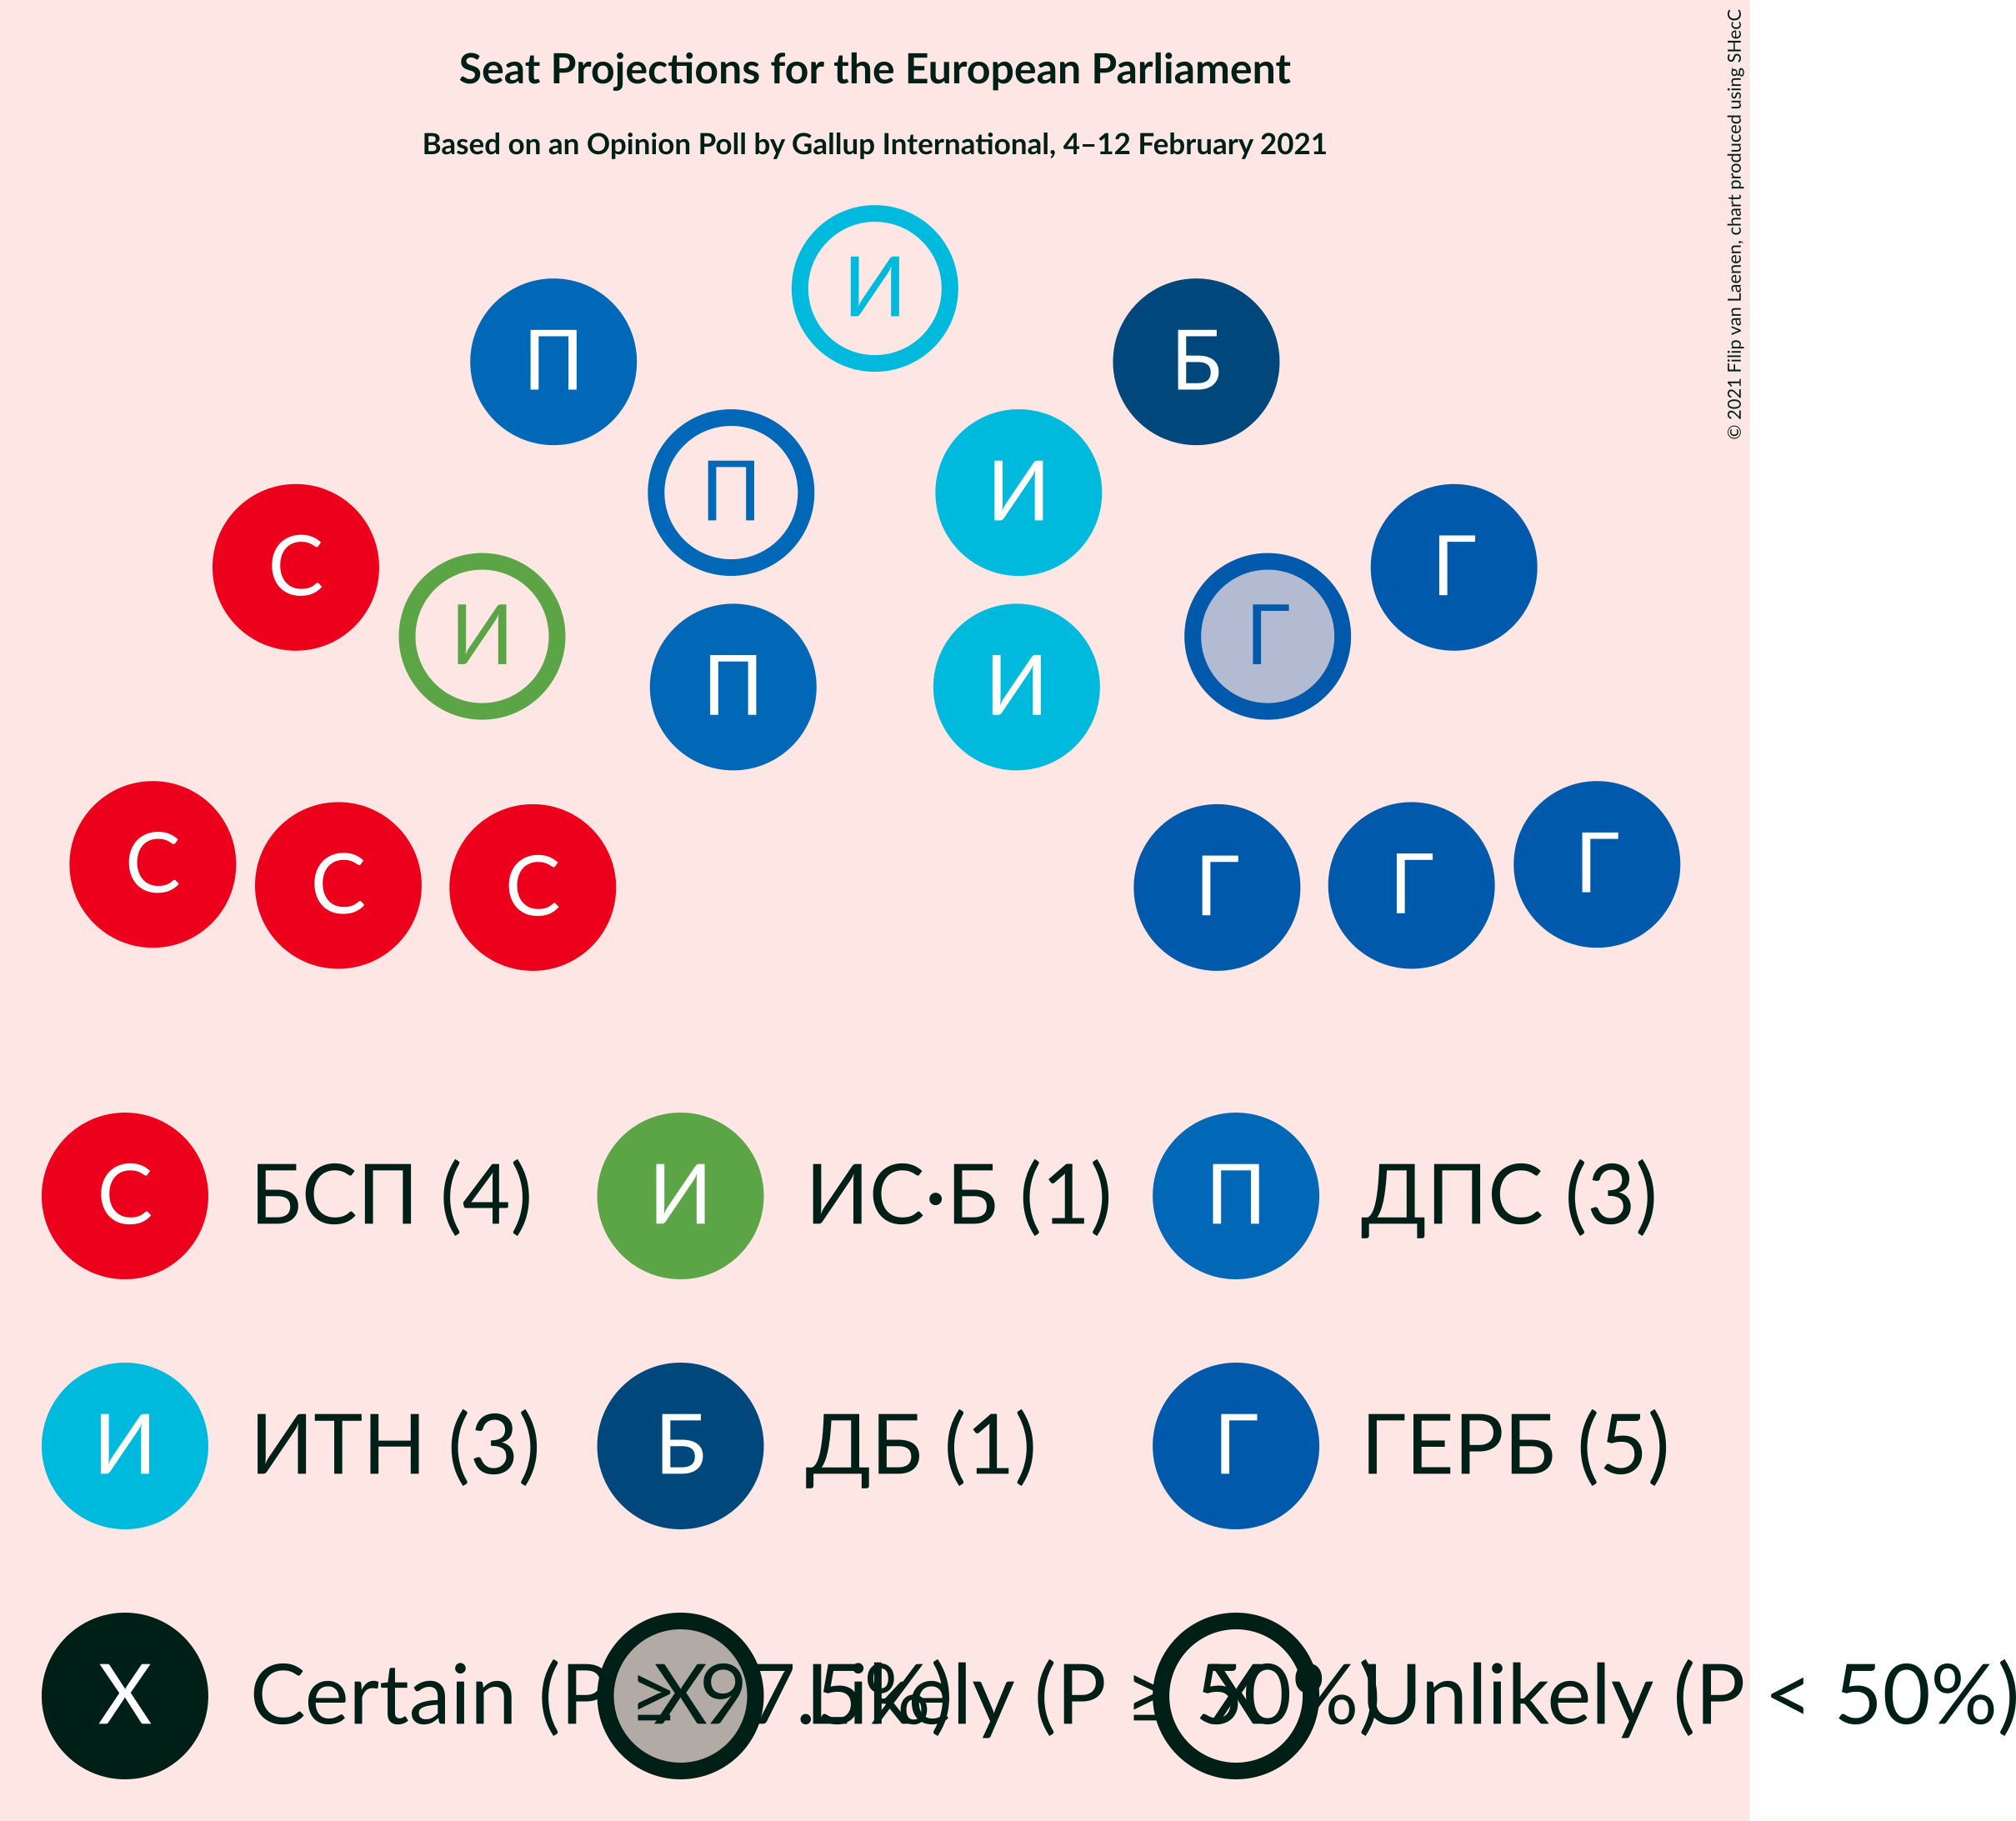 Seat Projections for the European Parliament
Based on an Opinion Poll by Gallup International, 4–12 February 2021
© 2021 Filip van Laenen, chart produced using SHecC
И
П
Б
П
И
С
Г
И
Г
П
И
С
С
С
Г
Г
Г
С БСП (4) И ИС•Б (1) П ДПС (3)
И ИТН (3) Б ДБ (1) Г ГЕРБ (5)
X Certain (P ≥ 97.5%) X Likely (P ≥ 50%) X Unlikely (P < 50%)